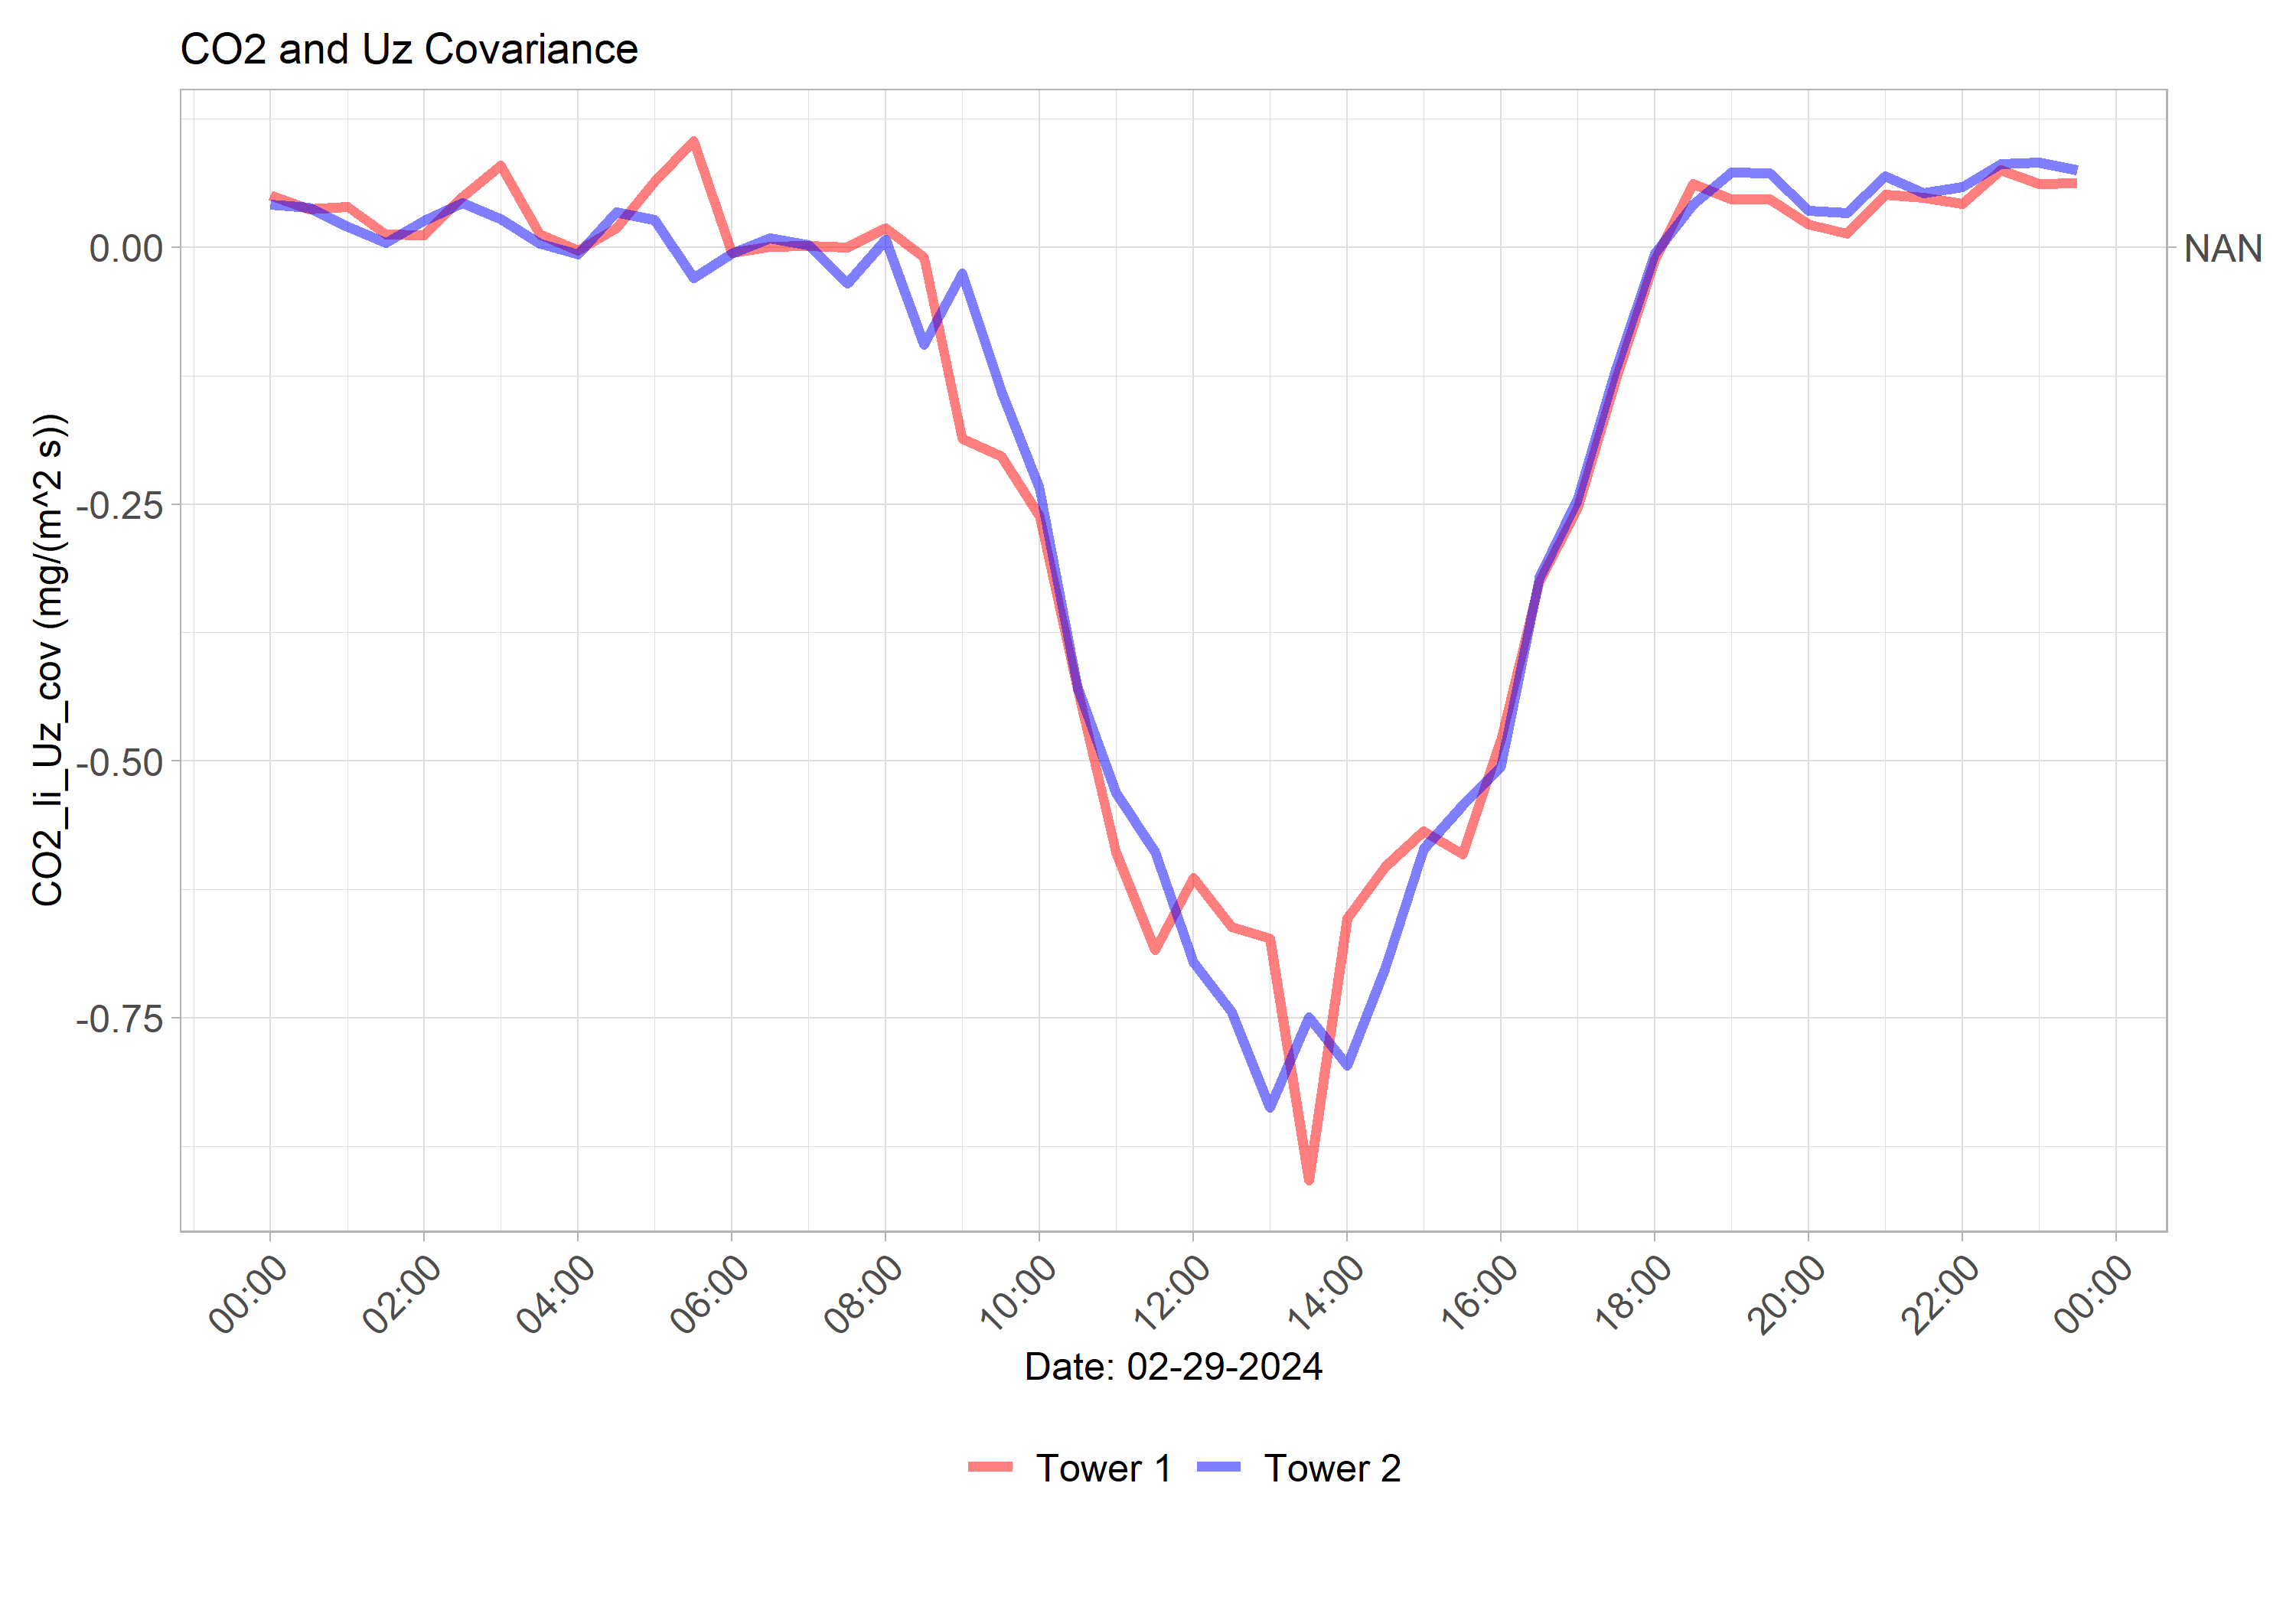 CO2 and Uz Covariance
CO2_li_Uz_cov (mg/(m^2 s))
0.00
-0.25
-0.50
-0.75
NAN
00:00
02:00
04:00
06:00
08:00
10:00
12:00
14:00
16:00
18:00
20:00
22:00
00:00
Date: 02-29-2024
Tower 1
Tower 2